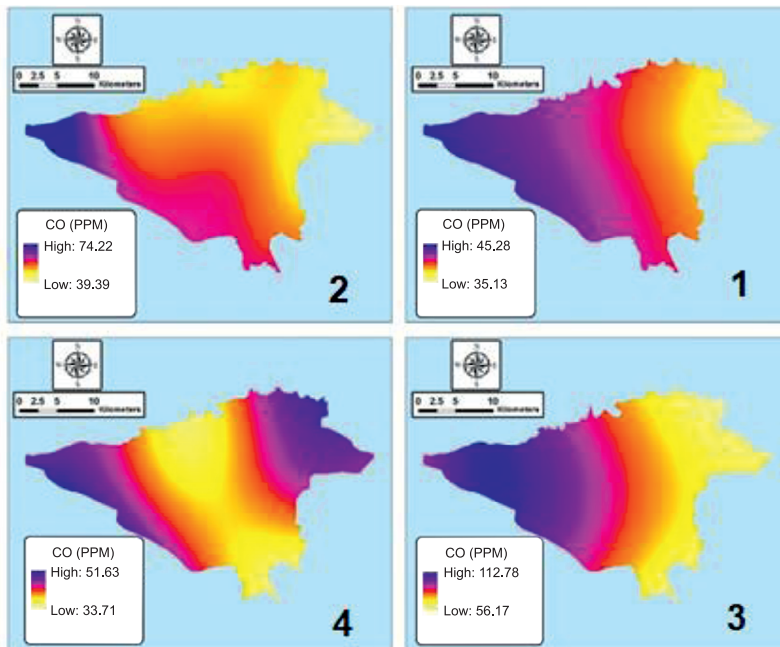 N
W E
S
0 2.5 5 10
Kilometers
CO (PPM)
High: 74.22
Low: 39.39
2
N
W E
S
0 2.5 5 10
Kilometers
CO (PPM)
High: 45.28
Low: 35.13
1
N
W E
S
0 2.5 5 10
Kilometers
CO (PPM)
High: 51.63
Low: 33.71
4
N
W E
S
0 2.5 5 10
Kilometers
CO (PPM)
High: 112.78
Low: 56.17
3